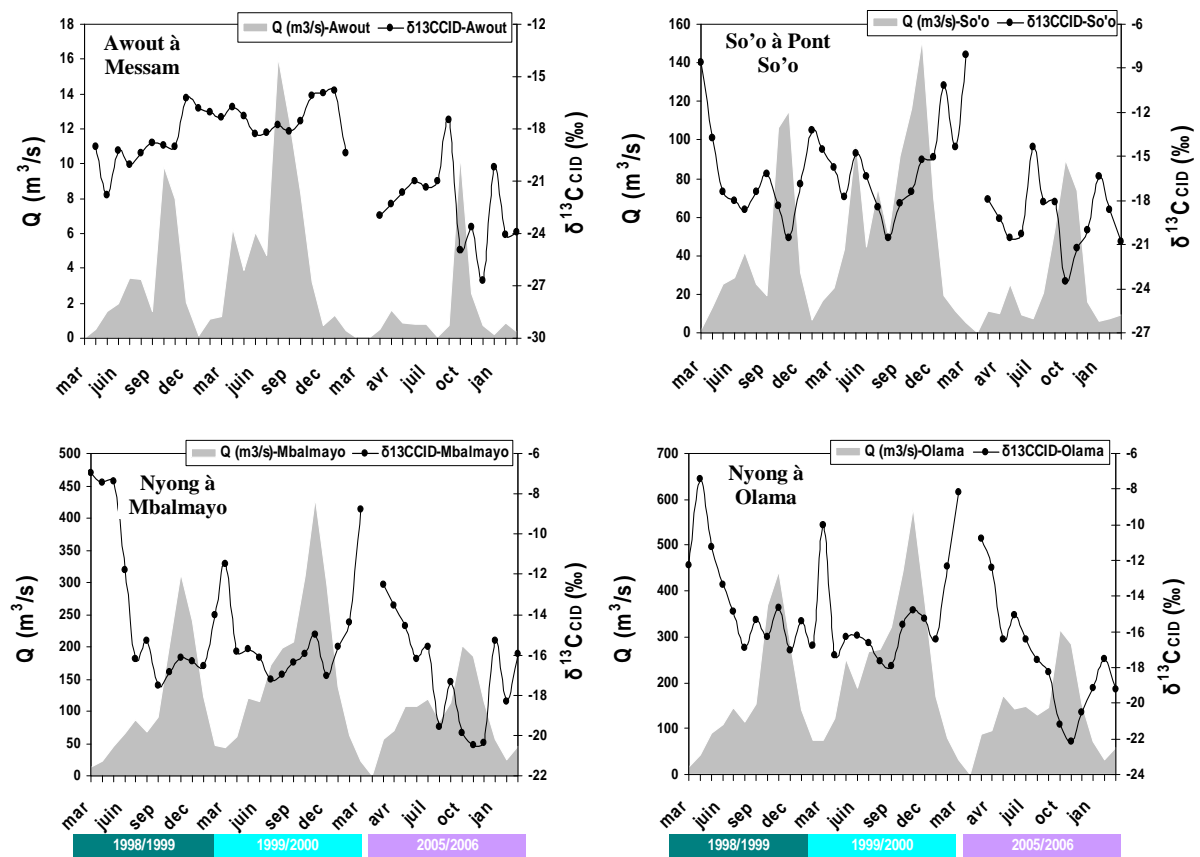 Q (m3/s)-Awout δ13CCID-Awout
Awout à
Messam
Q (m³/s)
18
16
14
12
10
8
6
4
2
0
-12
-15
-18
-21
-24
-27
-30
δ¹³C CID (‰)
mar juin sep dec mar juin sep dec mar avr juil oct jan
Q (m3/s)-So'o δ13CCID-So'o
So'o à Pont
So'o
Q (m³/s)
160
140
120
100
80
60
40
20
0
-6
-9
-12
-15
-18
-21
-24
-27
δ¹³C CID (‰)
mar juin sep dec mar juin sep dec mar avr juil oct jan
Q (m3/s)-Mbalmayo δ13CCID-Mbalmayo
Nyong à
Mbalmayo
Q (m³/s)
500
450
400
350
300
250
200
150
100
50
0
-6
-8
-10
-12
-14
-16
-18
-20
-22
δ¹³C CID (‰)
mar juin sep dec mar juin sep dec mar avr juil oct jan
1998/1999 1999/2000 2005/2006
Q (m3/s)-Olama δ13CCID-Olama
Nyong à
Olama
Q (m³/s)
700
600
500
400
300
200
100
0
-6
-8
-10
-12
-14
-16
-18
-20
-22
-24
δ¹³C CID (‰)
mar juin sep dec mar juin sep dec mar avr juil oct jan
1998/1999 1999/2000 2005/2006